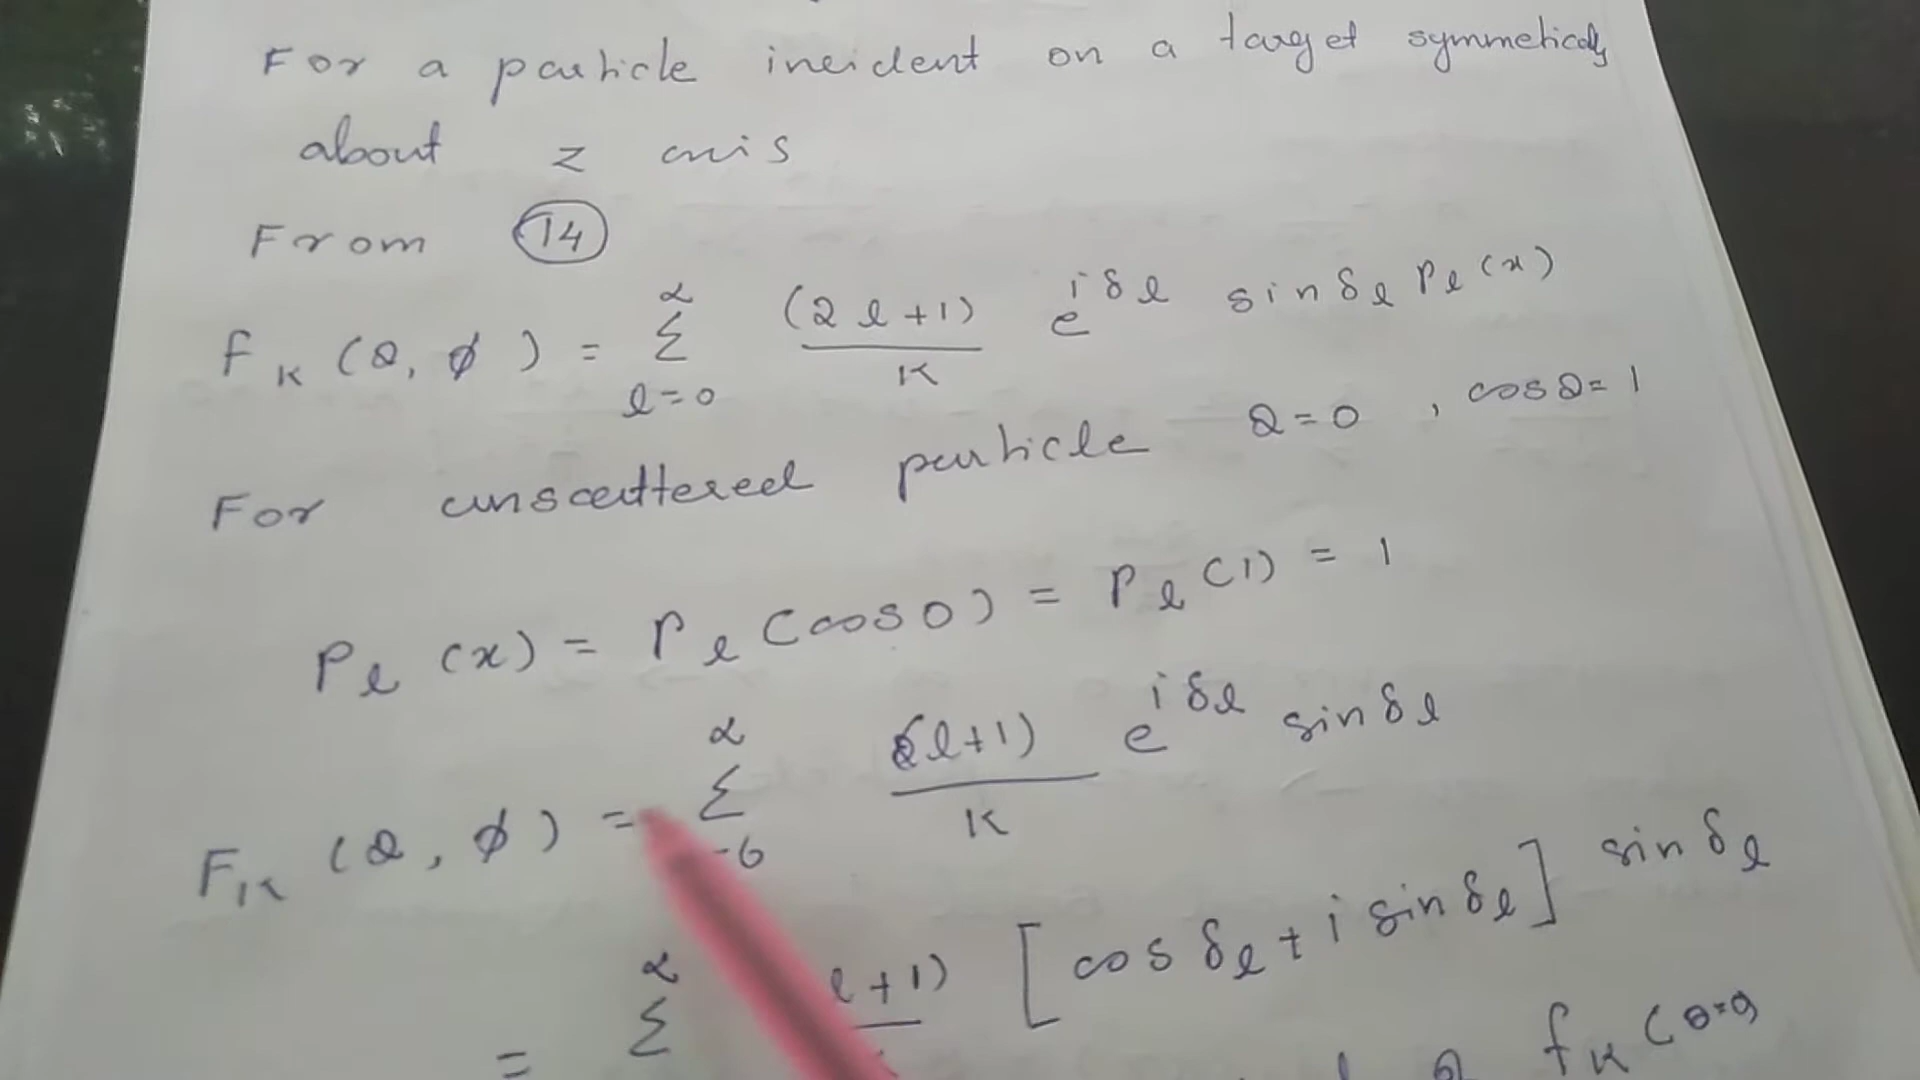 For a particle incident on a target symmetically
about z axis
From (14)
f_K (θ, ϕ) = ∑_{l=0}^{∝} (2l+1)/K e^{iδ_l} sin δ_l P_l (x)
For unscattered particle θ = 0 , cos θ = 1
P_l (x) = P_l (cos 0) = P_l (1) = 1
F_K (θ, ϕ) = ∑^{∝} (2l+1)/K e^{iδ_l} sin δ_l
= ∑^{∝} l+1) [cos δ_l + i sin δ_l] sin δ_l
f_K (θ=0